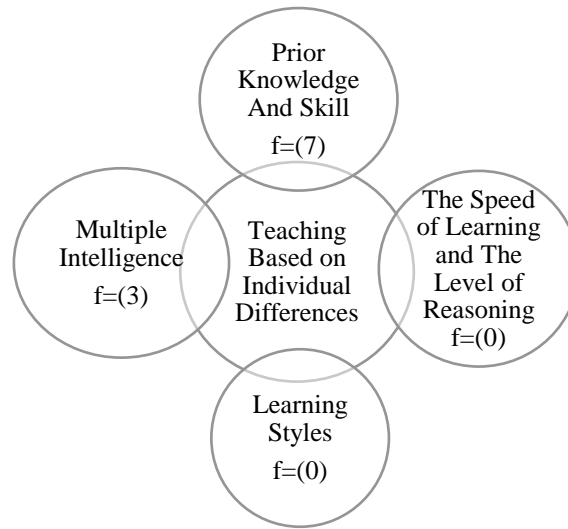 Prior
Knowledge
And Skill
f=(7)
Multiple
Intelligence
f=(3)
Teaching
Based on
Individual
Differences
The Speed
of Learning
and The
Level of
Reasoning
f=(0)
Learning
Styles
f=(0)